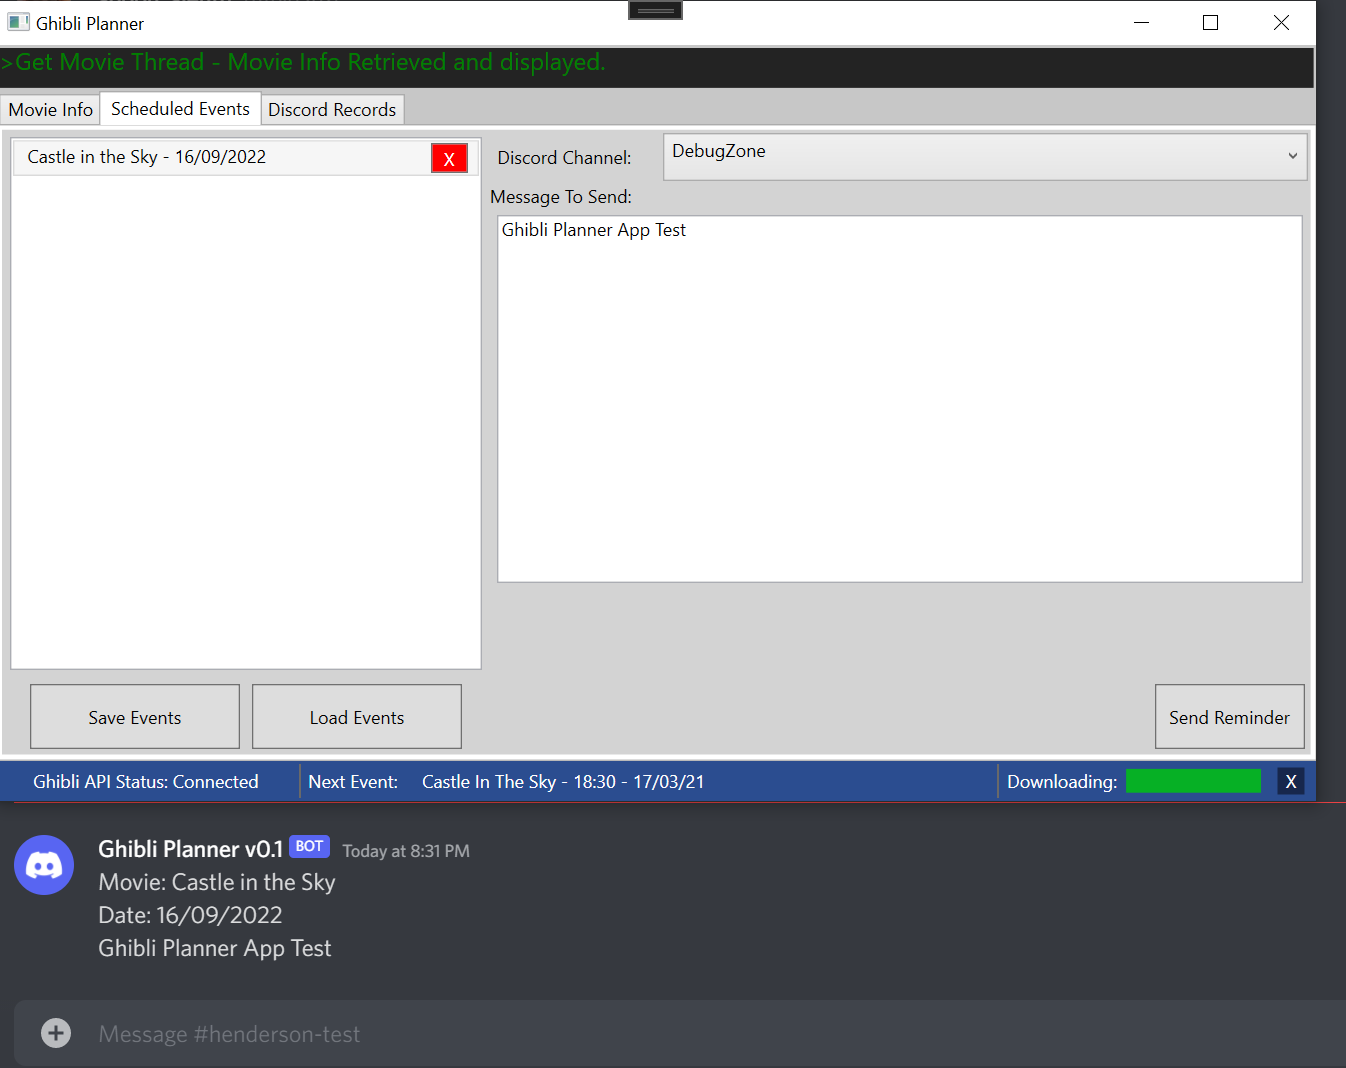 Ghibli Planner
>Get Movie Thread - Movie Info Retrieved and displayed.
Movie Info Scheduled Events Discord Records
Castle in the Sky - 16/09/2022 X
Discord Channel: DebugZone
Message To Send:
Ghibli Planner App Test
Save Events Load Events Send Reminder
Ghibli API Status: Connected Next Event: Castle In The Sky - 18:30 - 17/03/21 Downloading: X
Ghibli Planner v0.1 BOT Today at 8:31 PM
Movie: Castle in the Sky
Date: 16/09/2022
Ghibli Planner App Test
Message #henderson-test